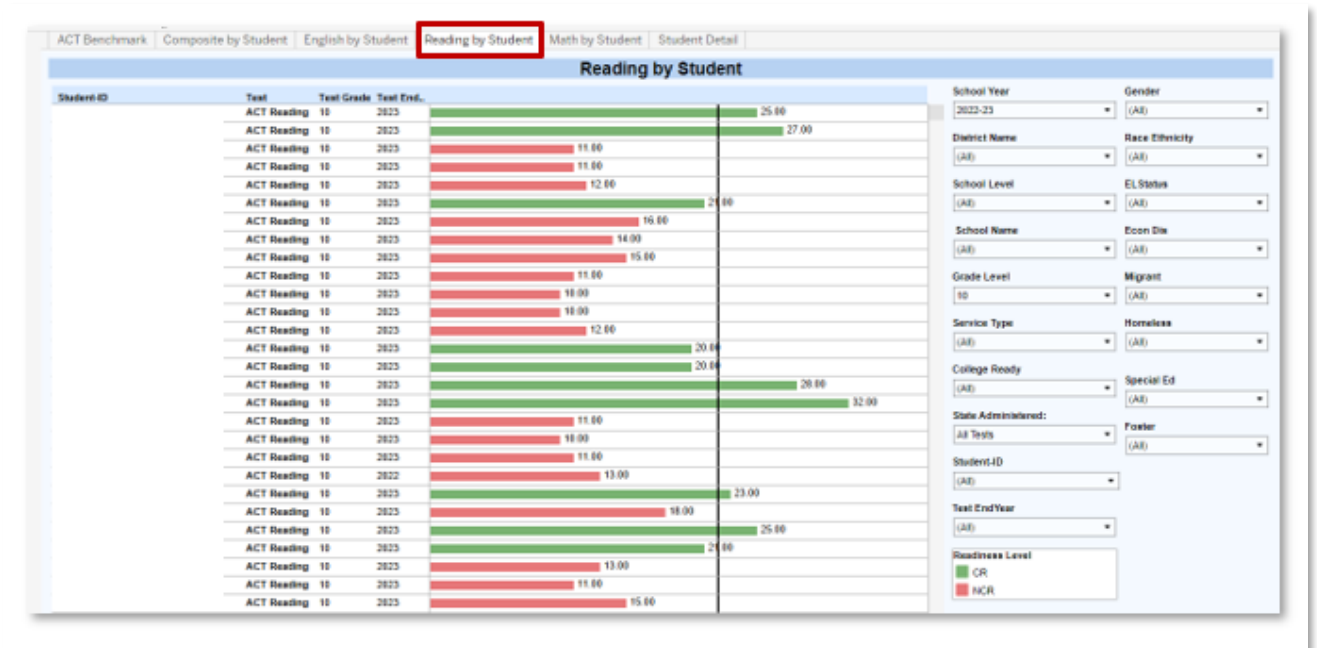 ACT Benchmark Composite by Student English by Student Reading by Student Math by Student Student Detail
Reading by Student
Student-ID Test Test Grade Test End..
ACT Reading 10 2023 25.00
ACT Reading 10 2023 27.00
ACT Reading 10 2023 11.00
ACT Reading 10 2023 11.00
ACT Reading 10 2023 12.00
ACT Reading 10 2023 21.00
ACT Reading 10 2023 16.00
ACT Reading 10 2023 14.00
ACT Reading 10 2023 15.00
ACT Reading 10 2023 11.00
ACT Reading 10 2023 10.00
ACT Reading 10 2023 10.00
ACT Reading 10 2023 12.00
ACT Reading 10 2023 20.00
ACT Reading 10 2023 20.00
ACT Reading 10 2023 28.00
ACT Reading 10 2023 32.00
ACT Reading 10 2023 11.00
ACT Reading 10 2023 10.00
ACT Reading 10 2023 11.00
ACT Reading 10 2022 13.00
ACT Reading 10 2023 23.00
ACT Reading 10 2023 18.00
ACT Reading 10 2023 25.00
ACT Reading 10 2023 21.00
ACT Reading 10 2023 13.00
ACT Reading 10 2023 11.00
ACT Reading 10 2023 15.00
School Year Gender
2022-23 (All)
District Name Race Ethnicity
(All) (All)
School Level EL Status
(All) (All)
School Name Econ Dis
(All) (All)
Grade Level Migrant
10 (All)
Service Type Homeless
(All) (All)
College Ready Special Ed
(All) (All)
State Administered: Foster
All Tests (All)
Student-ID
(All)
Test EndYear
(All)
Readiness Level
CR
NCR